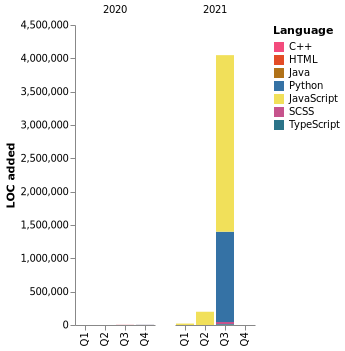 2020 2021
Language
C++
HTML
Java
Python
JavaScript
SCSS
TypeScript
LOC added
4,500,000
4,000,000
3,500,000
3,000,000
2,500,000
2,000,000
1,500,000
1,000,000
500,000
0
Q1 Q2 Q3 Q4 Q1 Q2 Q3 Q4